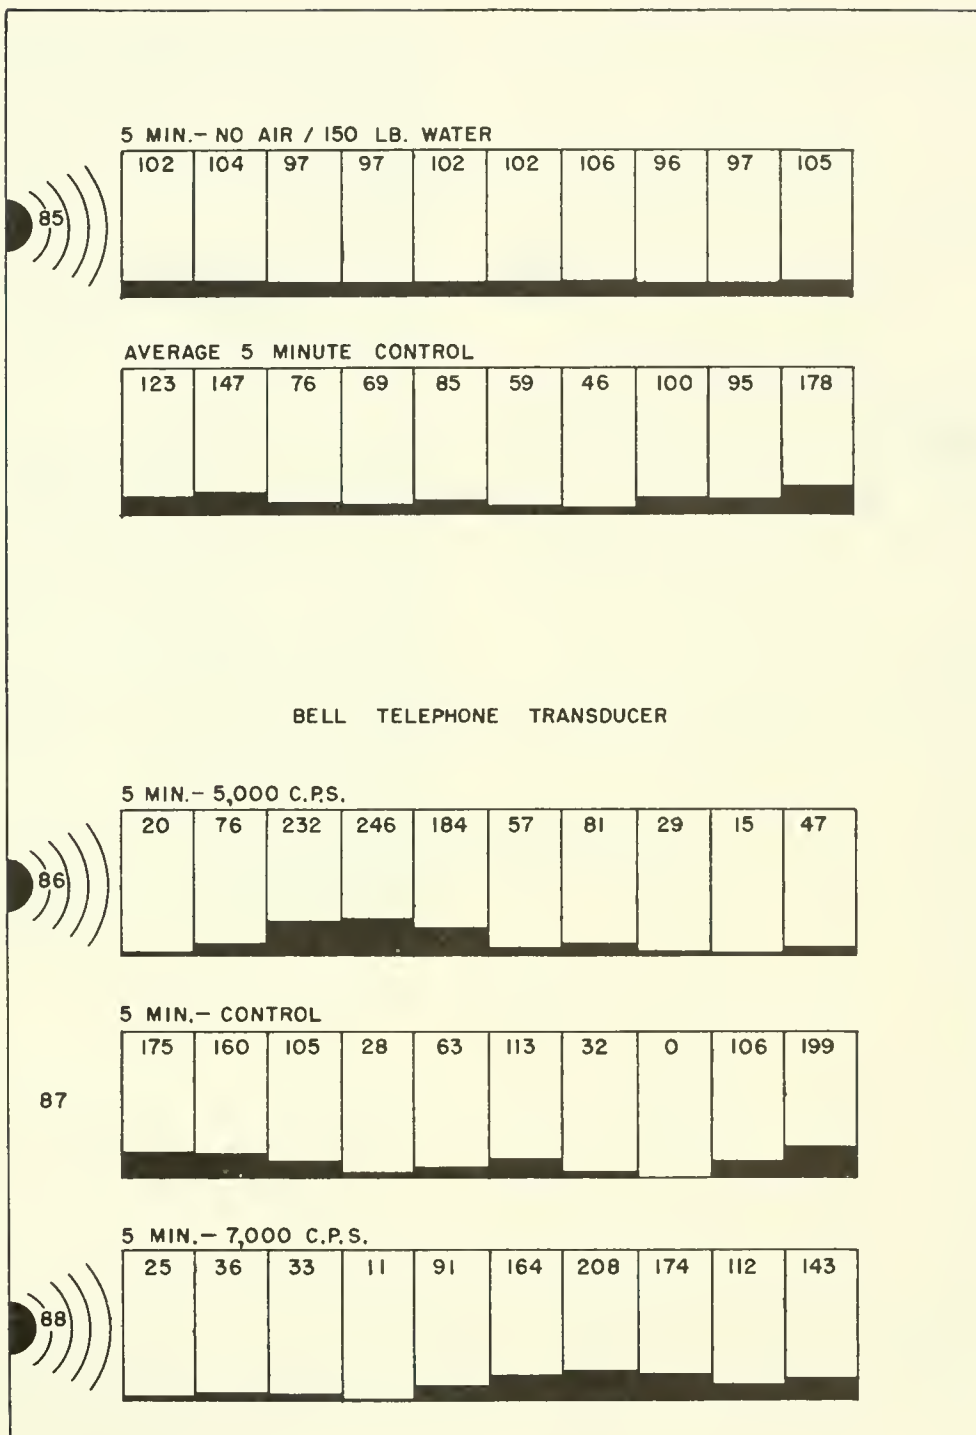 5 MIN.– NO AIR / 150 LB. WATER
102 104 97 97 102 102 106 96 97 105
85
AVERAGE 5 MINUTE CONTROL
123 147 76 69 85 59 46 100 95 178
BELL TELEPHONE TRANSDUCER
5 MIN.– 5,000 C.P.S.
20 76 232 246 184 57 81 29 15 47
86
5 MIN.– CONTROL
175 160 105 28 63 113 32 0 106 199
87
5 MIN.– 7,000 C.P.S.
25 36 33 11 91 164 208 174 112 143
88